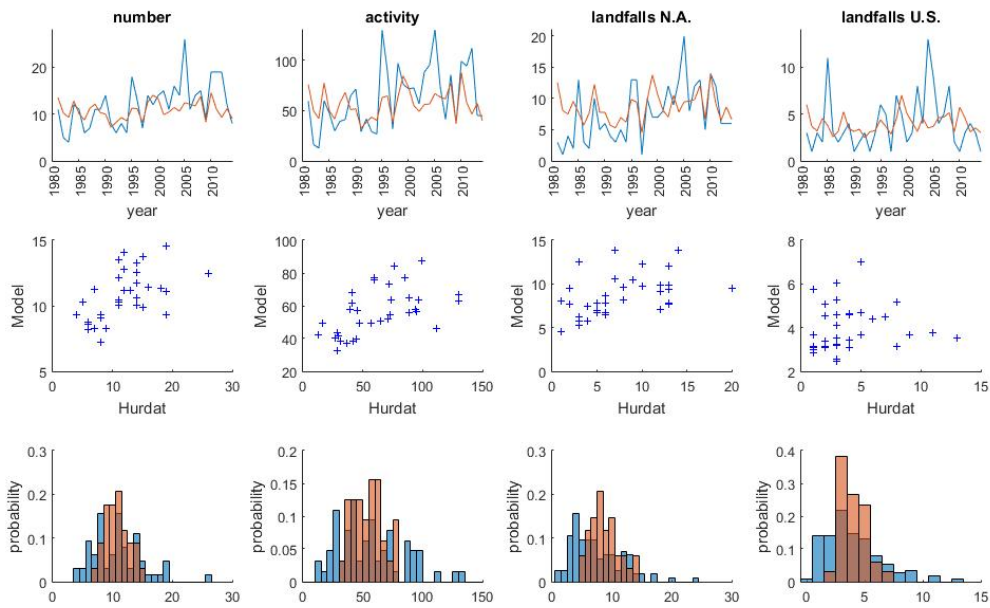 number activity landfalls N.A. landfalls U.S.
20 100 20 10
10 50 15 10 5
0 0 5 0 0
1980 1985 1990 1995 2000 2005 2010 1980 1985 1990 1995 2000 2005 2010 1980 1985 1990 1995 2000 2005 2010 1980 1985 1990 1995 2000 2005 2010
year year year year
15 100 15 8
Model 10 Model 80 60 40 Model 10 Model 6 4
5 20 5 0 2
0 10 20 30 0 50 100 150 0 5 10 15 20 0 5 10 15
Hurdat Hurdat Hurdat Hurdat
0.3 0.2 0.3 0.4
probability 0.2 0.1 probability 0.15 0.1 0.05 probability 0.2 0.1 probability 0.3 0.2 0.1
0 0 0 0
0 10 20 30 0 50 100 150 0 10 20 30 0 5 10 15